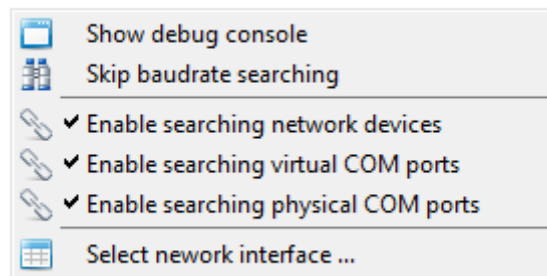 Show debug console
Skip baudrate searching
Enable searching network devices
Enable searching virtual COM ports
Enable searching physical COM ports
Select nework interface ...